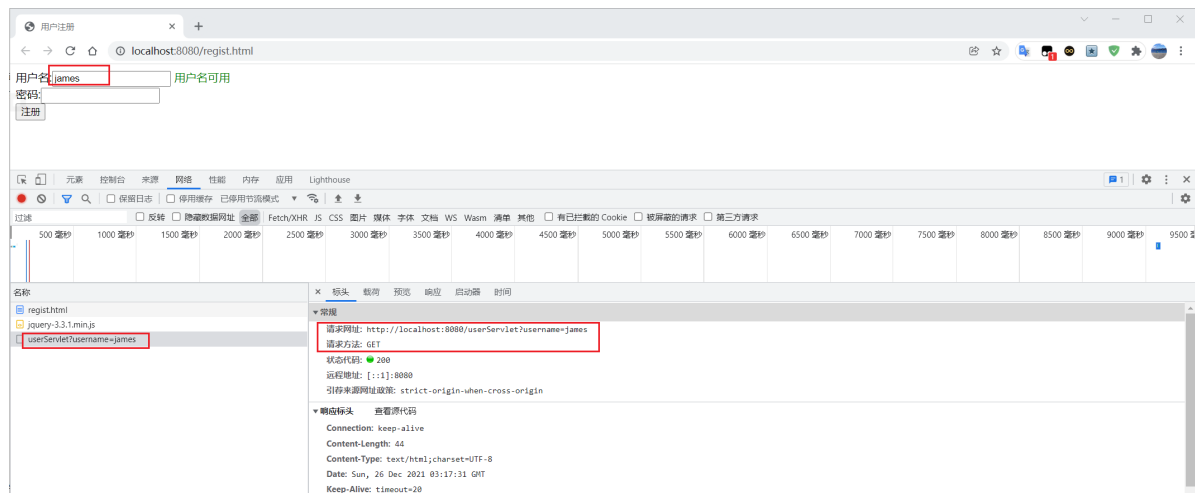 用户注册
localhost:8080/regist.html
1
用户名:james 用户名可用
密码:
注册
元素 控制台 来源 网络 性能 内存 应用 Lighthouse 1
保留日志 停用缓存 已停用节流模式
过滤 反转 隐藏数据网址 全部 Fetch/XHR JS CSS 图片 媒体 字体 文档 WS Wasm 清单 其他 有已拦截的 Cookie 被屏蔽的请求 第三方请求
500 毫秒 1000 毫秒 1500 毫秒 2000 毫秒 2500 毫秒 3000 毫秒 3500 毫秒 4000 毫秒 4500 毫秒 5000 毫秒 5500 毫秒 6000 毫秒 6500 毫秒 7000 毫秒 7500 毫秒 8000 毫秒 8500 毫秒 9000 毫秒 9500 毫
名称 标头 载荷 预览 响应 启动器 时间
regist.html
jquery-3.3.1.min.js
userServlet?username=james
常规
请求网址: http://localhost:8080/userServlet?username=james
请求方法: GET
状态代码: 200
远程地址: [::1]:8080
引荐来源网址政策: strict-origin-when-cross-origin
响应标头 查看源代码
Connection: keep-alive
Content-Length: 44
Content-Type: text/html;charset=UTF-8
Date: Sun, 26 Dec 2021 03:17:31 GMT
Keep-Alive: timeout=20